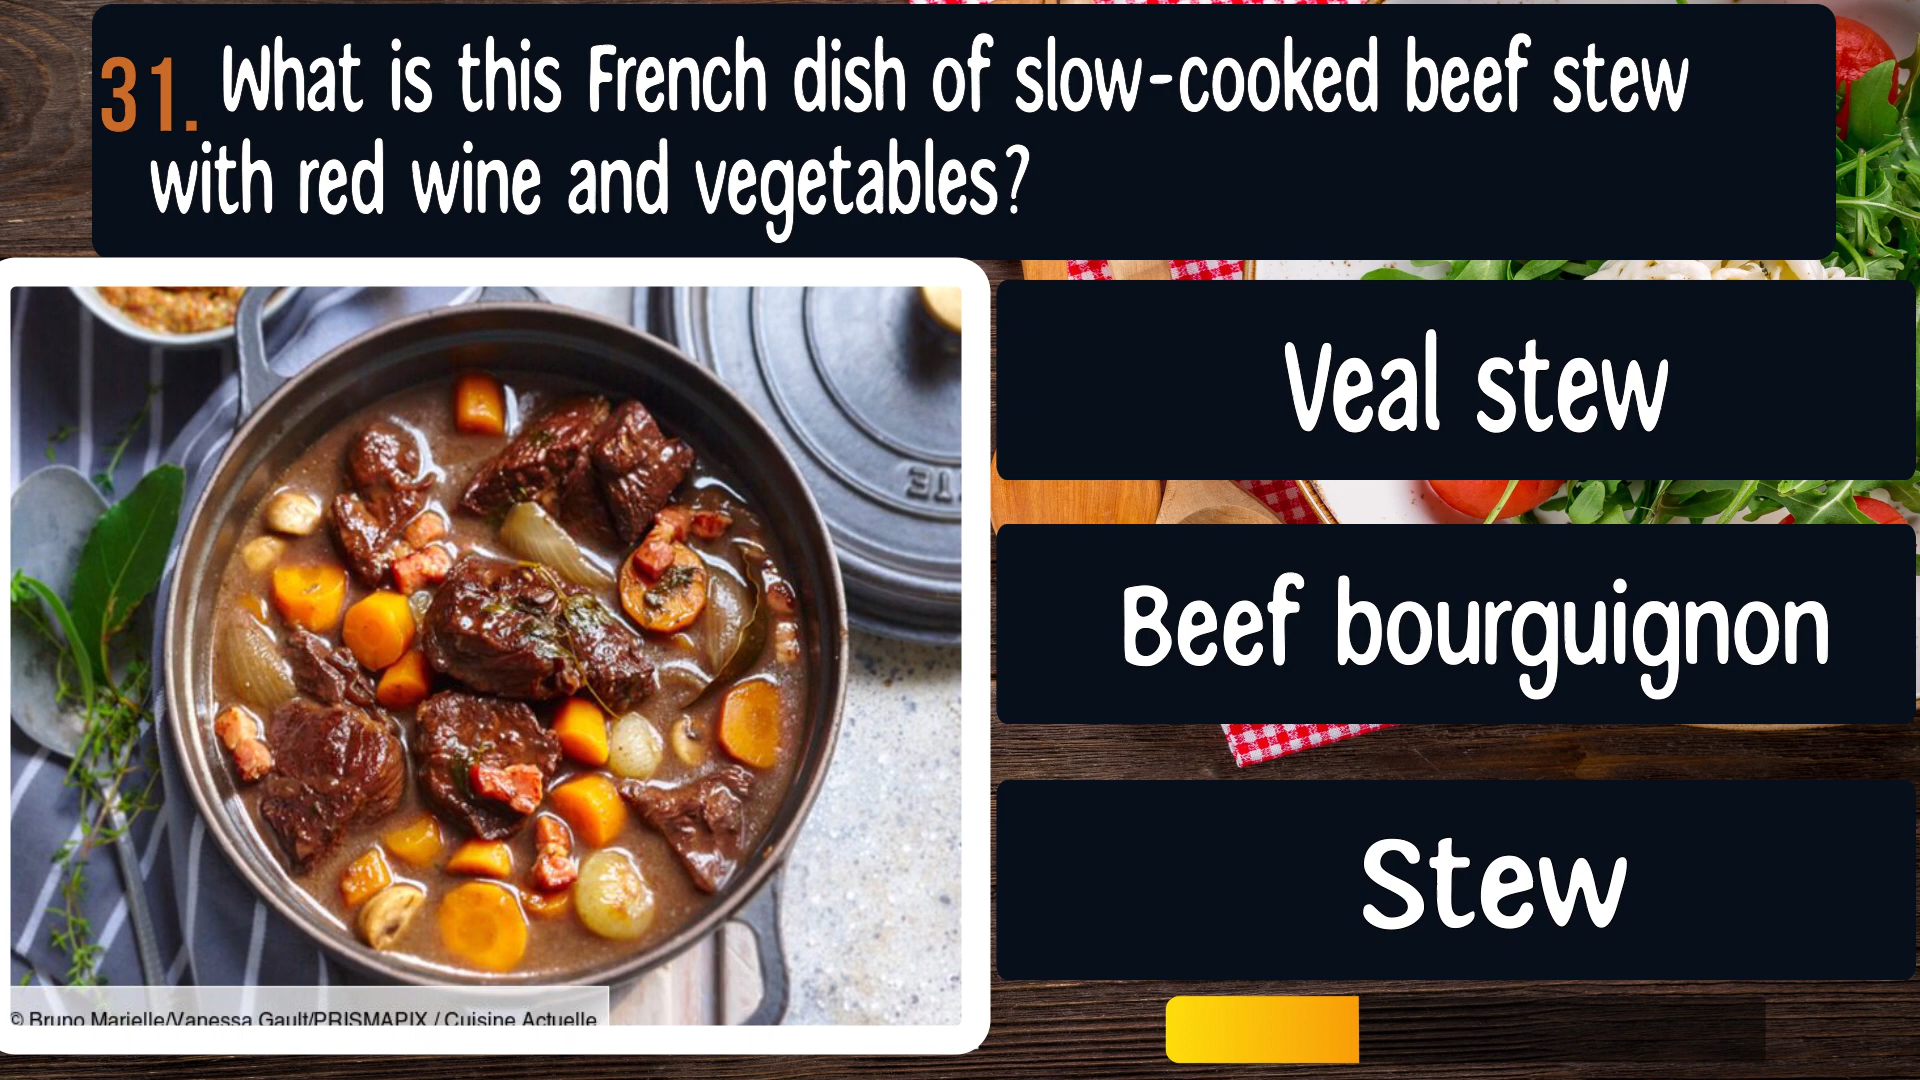 31. What is this French dish of slow-cooked beef stew
with red wine and vegetables?
Veal stew
Beef bourguignon
Stew
© Bruno Marielle/Vanessa Gault/PRISMAPIX / Cuisine Actuelle